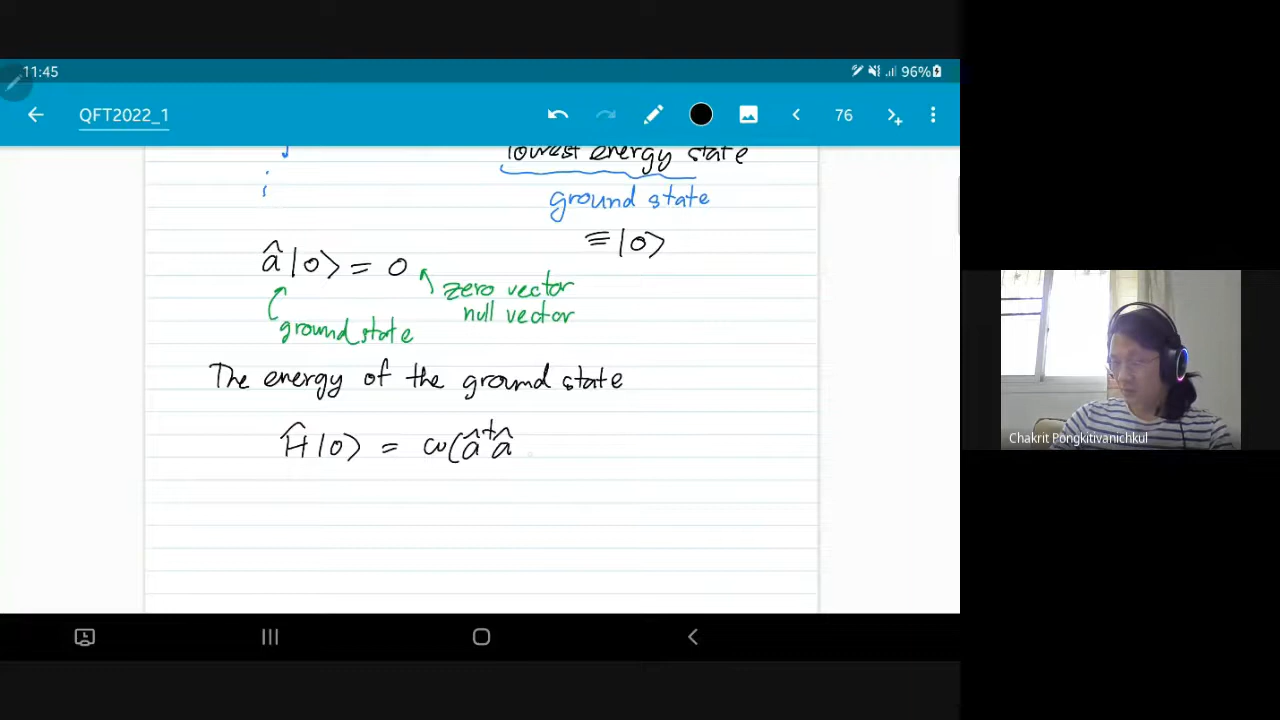 11:45
96%
QFT2022_1
76
lowest energy state
ground state
≡ |0⟩
â|0⟩ = 0
zero vector
null vector
ground state
The energy of the ground state
Ĥ|0⟩ = ω(â†â
Chakrit Pongkitivanichkul